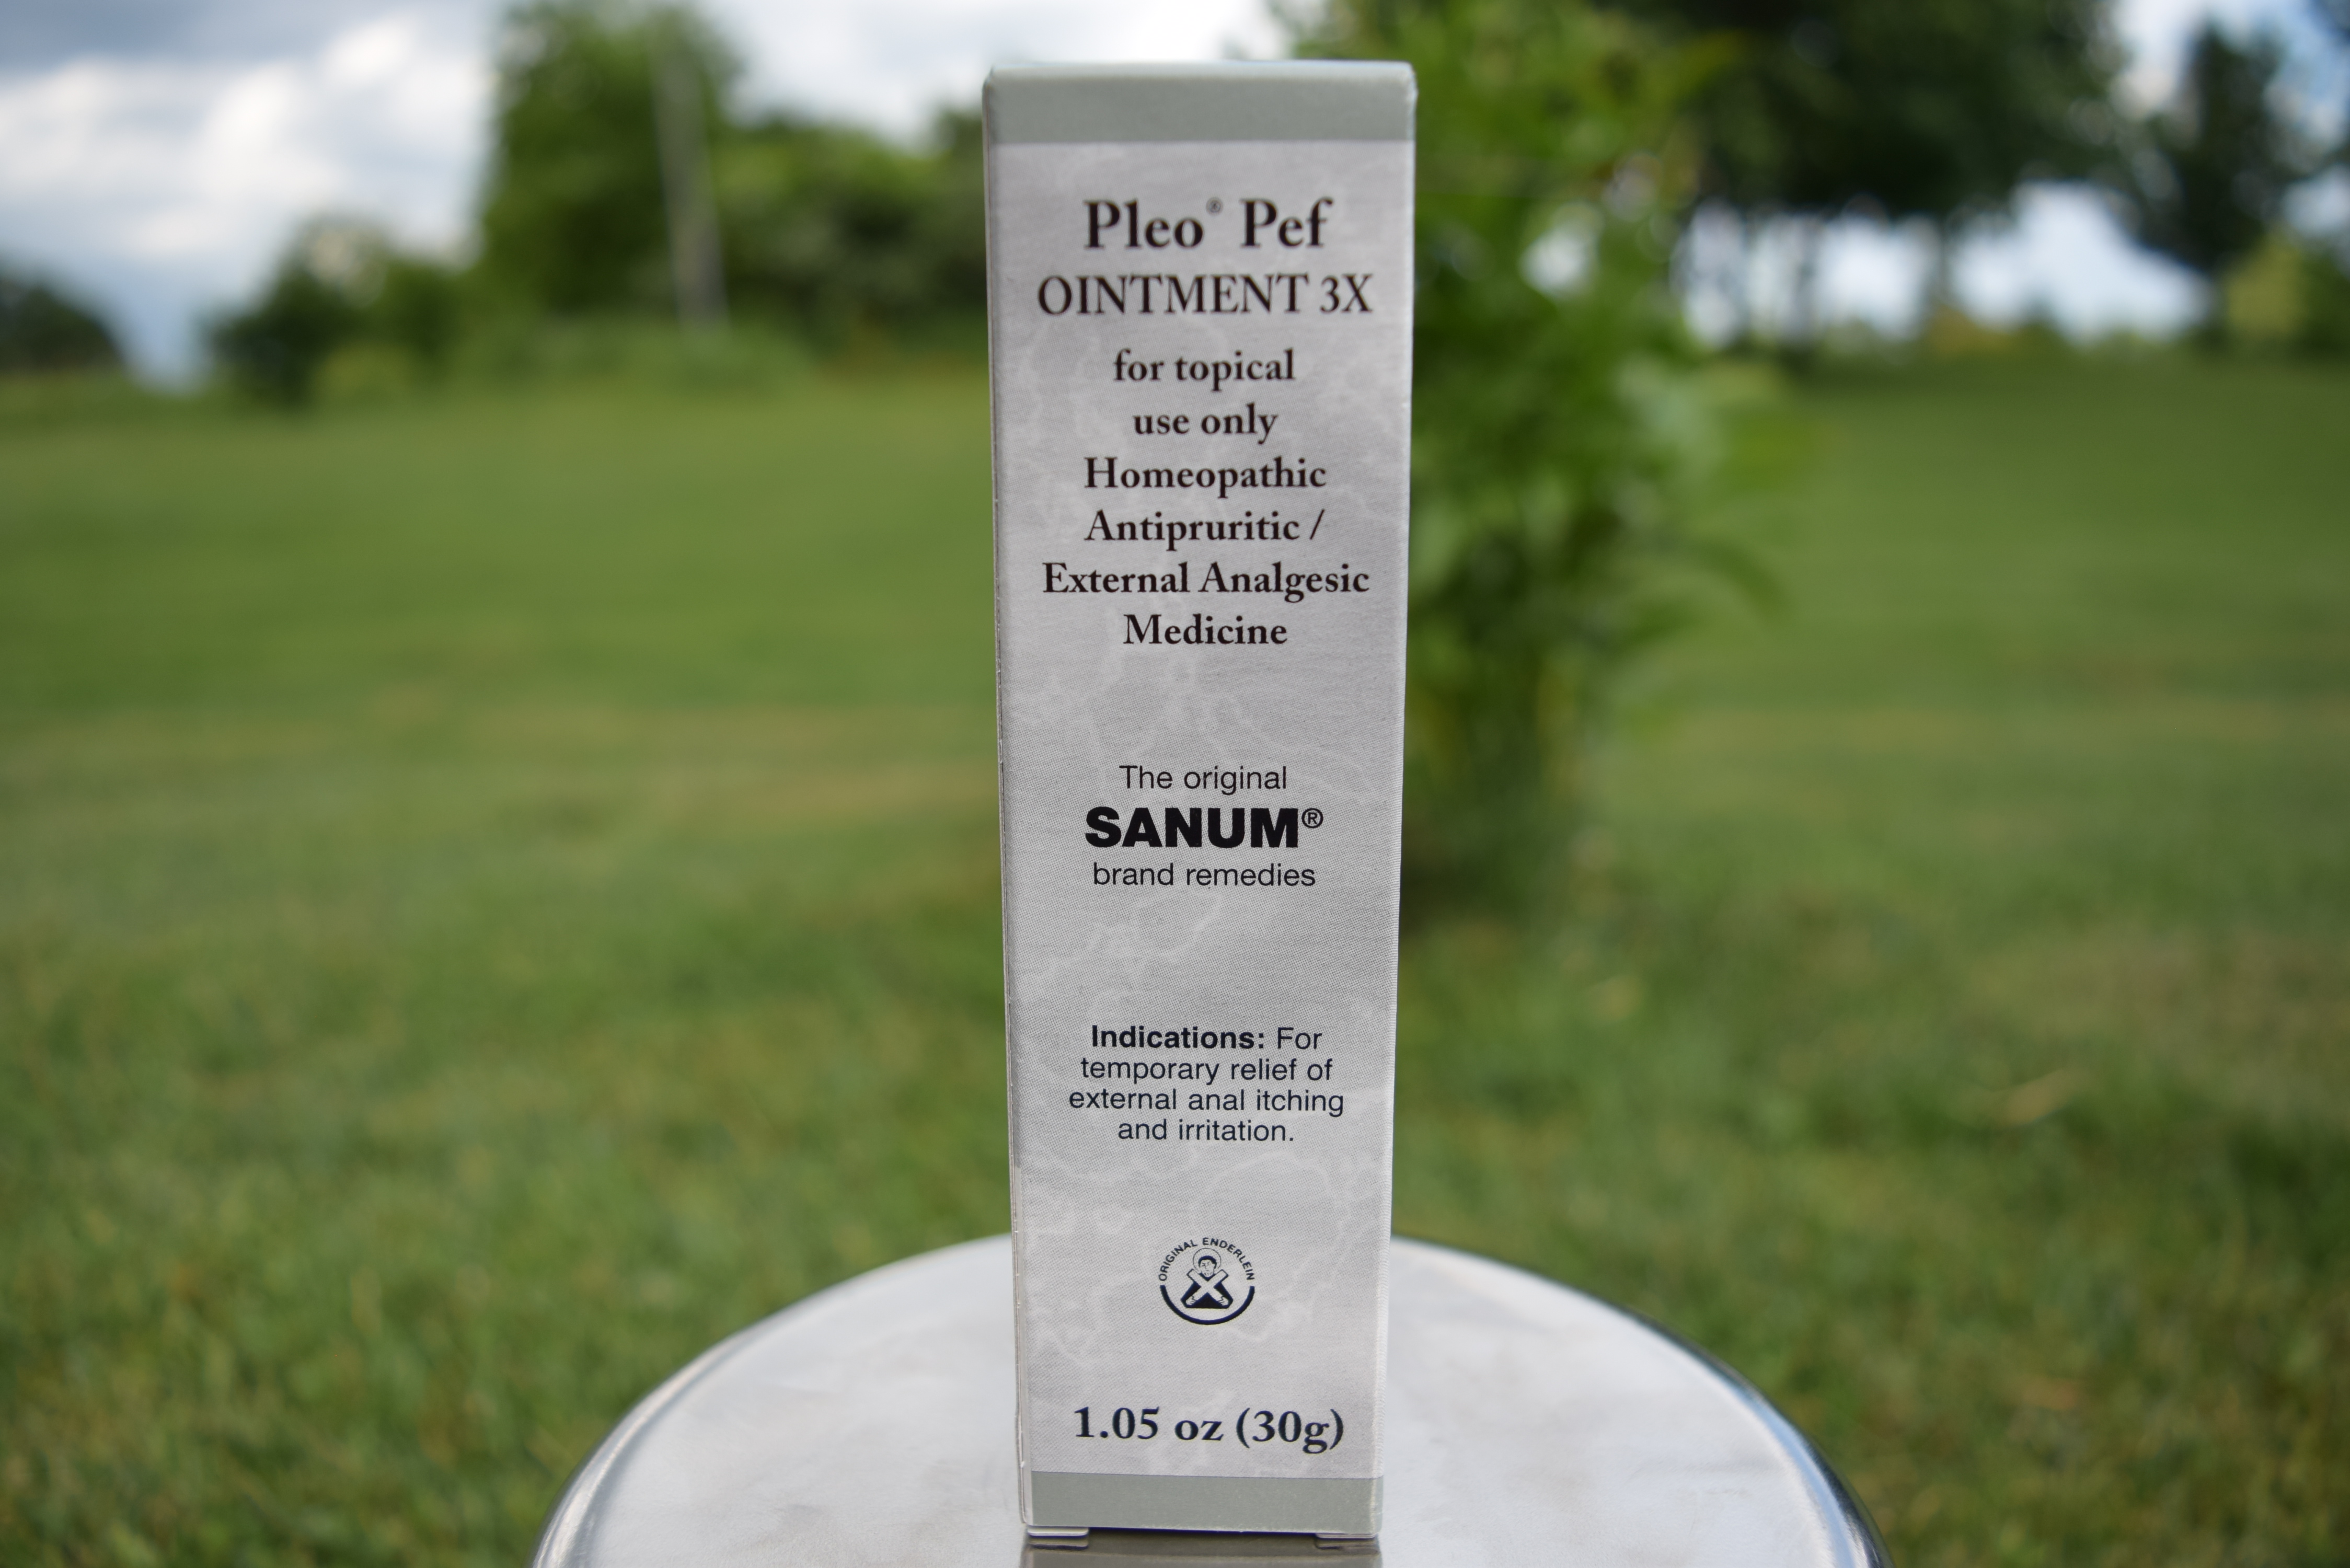 Pleo® Pef
OINTMENT 3X
for topical
use only
Homeopathic
Antipruritic /
External Analgesic
Medicine
The original
SANUM®
brand remedies
Indications: For
temporary relief of
external anal itching
and irritation.
ORIGINAL ENDERLEIN
1.05 oz (30g)